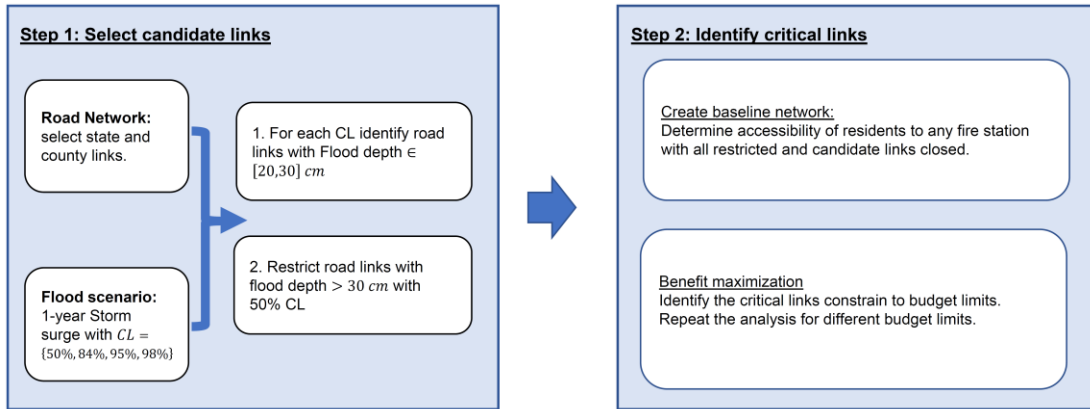 Step 1: Select candidate links
Road Network:
select state and
county links.
Flood scenario:
1-year Storm
surge with CL =
{50%, 84%, 95%, 98%}
1. For each CL identify road
links with Flood depth ∈
[20,30] cm
2. Restrict road links with
flood depth > 30 cm with
50% CL
Step 2: Identify critical links
Create baseline network:
Determine accessibility of residents to any fire station
with all restricted and candidate links closed.
Benefit maximization
Identify the critical links constrain to budget limits.
Repeat the analysis for different budget limits.